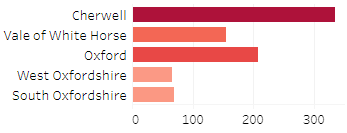 Cherwell
Vale of White Horse
Oxford
West Oxfordshire
South Oxfordshire
0 100 200 300